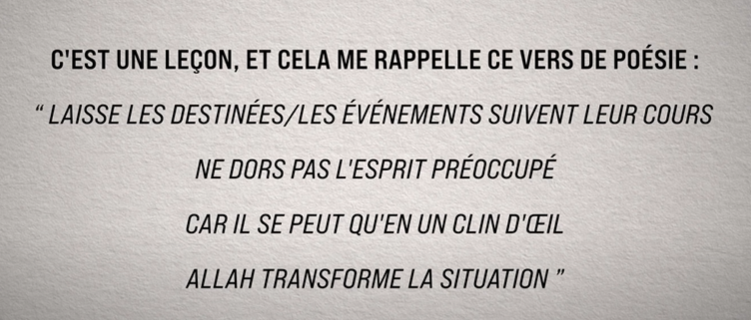 C'EST UNE LEÇON, ET CELA ME RAPPELLE CE VERS DE POÉSIE :
“ LAISSE LES DESTINÉES/LES ÉVÉNEMENTS SUIVENT LEUR COURS
NE DORS PAS L'ESPRIT PRÉOCCUPÉ
CAR IL SE PEUT QU'EN UN CLIN D'ŒIL
ALLAH TRANSFORME LA SITUATION ”